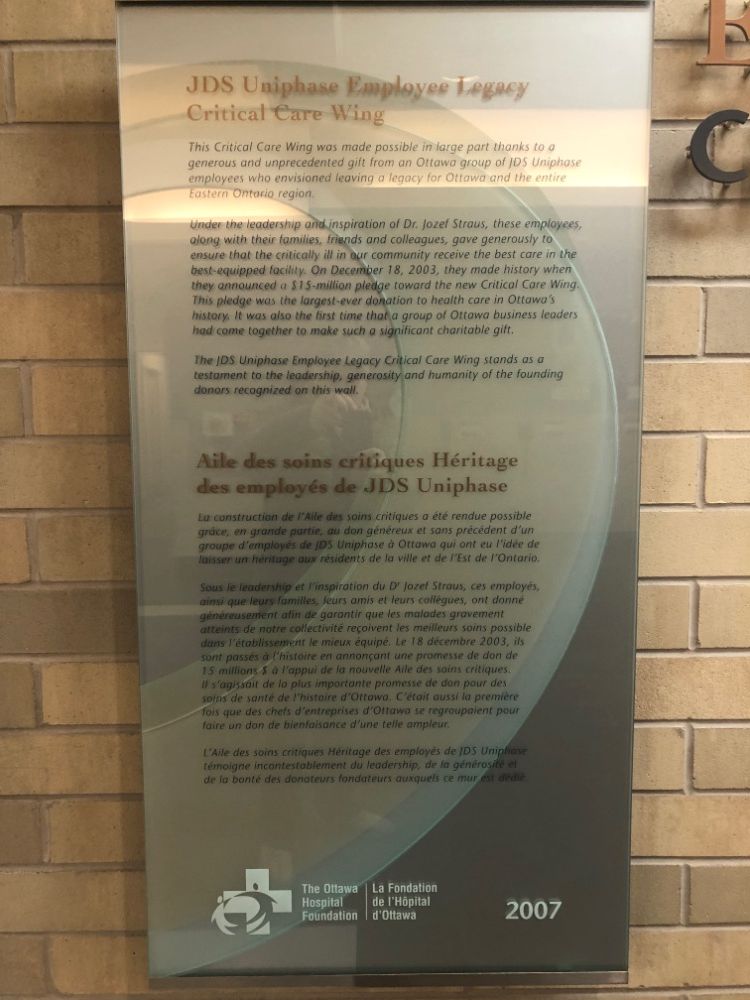 JDS Uniphase Employee Legacy
Critical Care Wing
This Critical Care Wing was made possible in large part thanks to a
generous and unprecedented gift from an Ottawa group of JDS Uniphase
employees who envisioned leaving a legacy for Ottawa and the entire
Eastern Ontario region.
Under the leadership and inspiration of Dr. Jozef Straus, these employees,
along with their families, friends and colleagues, gave generously to
ensure that the critically ill in our community receive the best care in the
best-equipped facility. On December 18, 2003, they made history when
they announced a $15-million pledge toward the new Critical Care Wing.
This pledge was the largest-ever donation to health care in Ottawa's
history. It was also the first time that a group of Ottawa business leaders
had come together to make such a significant charitable gift.
The JDS Uniphase Employee Legacy Critical Care Wing stands as a
testament to the leadership, generosity and humanity of the founding
donors recognized on this wall.
Aile des soins critiques Héritage
des employés de JDS Uniphase
La construction de l'Aile des soins critiques a été rendue possible
grâce, en grande partie, au don généreux et sans précédent d'un
groupe d'employés de JDS Uniphase à Ottawa qui ont eu l'idée de
laisser un héritage aux résidents de la ville et de l'Est de l'Ontario.
Sous le leadership et l'inspiration du Dr Jozef Straus, ces employés,
ainsi que leurs familles, leurs amis et leurs collègues, ont donné
généreusement afin de garantir que les malades gravement
atteints de notre collectivité reçoivent les meilleurs soins possible
dans l'établissement le mieux équipé. Le 18 décembre 2003, ils
sont passés à l'histoire en annonçant une promesse de don de
15 millions $ à l'appui de la nouvelle Aile des soins critiques.
Il s'agissait de la plus importante promesse de don pour des
soins de santé de l'histoire d'Ottawa. C'était aussi la première
fois que des chefs d'entreprises d'Ottawa se regroupaient pour
faire un don de bienfaisance d'une telle ampleur.
L'Aile des soins critiques Héritage des employés de JDS Uniphase
témoigne incontestablement du leadership, de la générosité et
de la bonté des donateurs fondateurs auxquels ce mur est dédié.
The Ottawa
Hospital
Foundation
La Fondation
de l'Hôpital
d'Ottawa
2007
E
C